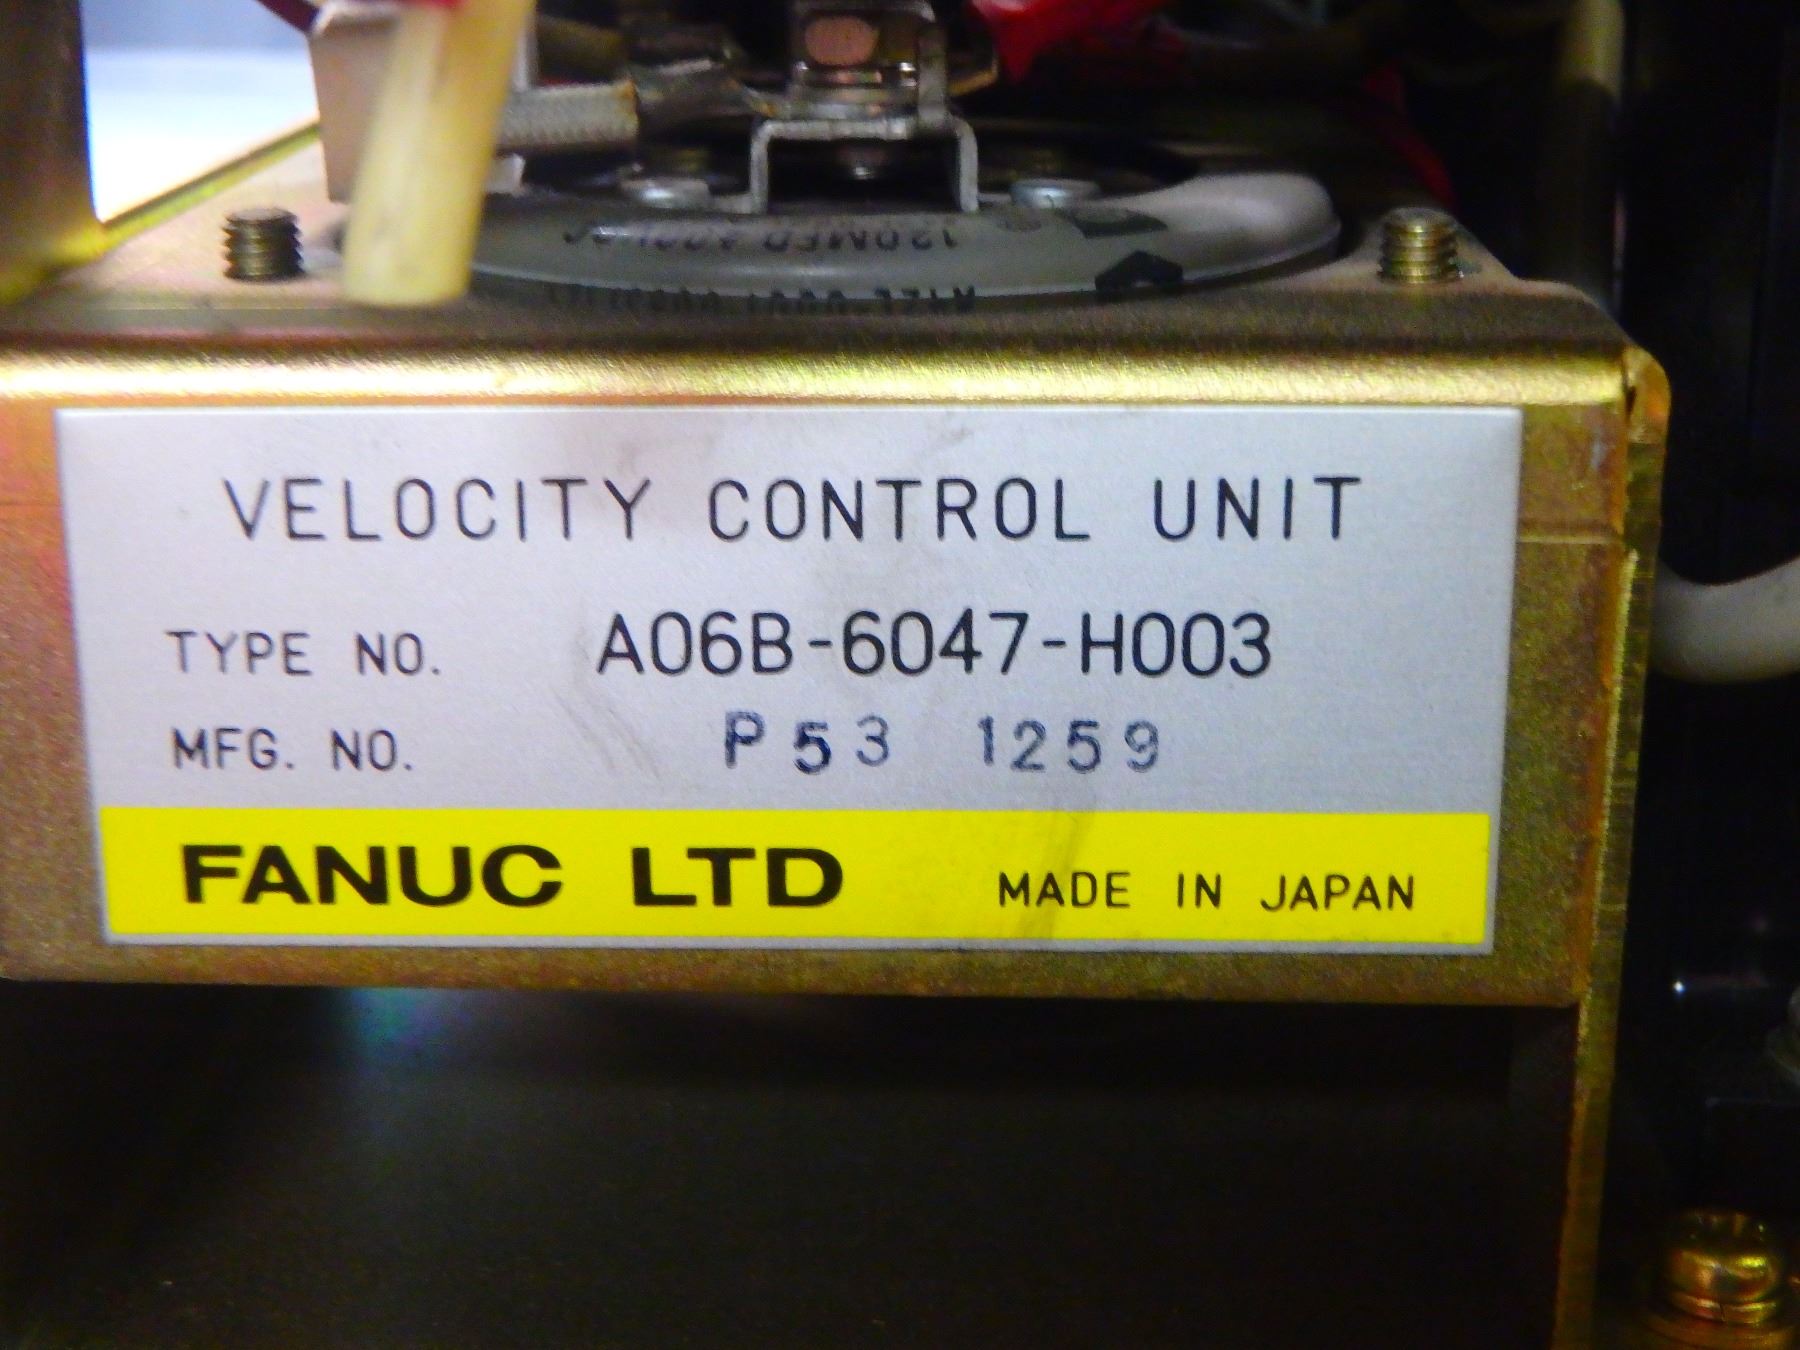 VELOCITY CONTROL UNIT
TYPE NO. A06B-6047-H003
MFG. NO. P53 1259
FANUC LTD MADE IN JAPAN